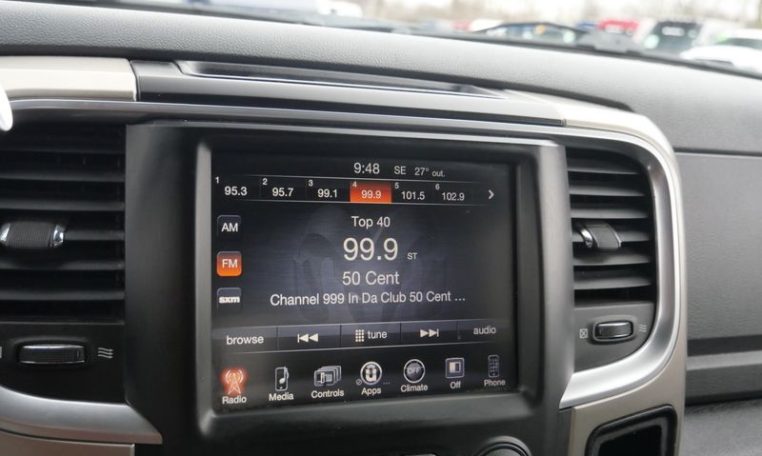 9:48 SE 27° out.
1 95.3 2 95.7 3 99.1 4 99.9 5 101.5 6 102.9
AM
Top 40
99.9 ST
FM
50 Cent
sxm
Channel 999 In Da Club 50 Cent ...
browse tune audio
OFF
Radio Media Controls Apps Climate Off Phone